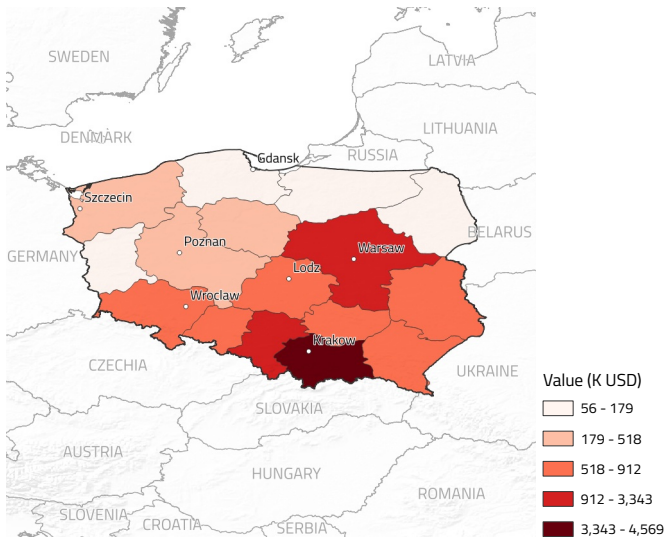 SWEDEN
LATVIA
LITHUANIA
DENMARK
RUSSIA
Gdansk
Szczecin
BELARUS
Poznan
Warsaw
GERMANY
Lodz
Wroclaw
Krakow
CZECHIA
UKRAINE
SLOVAKIA
AUSTRIA
HUNGARY
ROMANIA
SLOVENIA
CROATIA
SERBIA
Value (K USD)
56 - 179
179 - 518
518 - 912
912 - 3,343
3,343 - 4,569